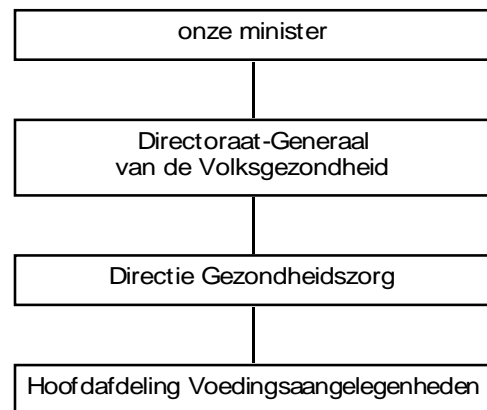 onze minister
Directoraat-Generaal
van de Volksgezondheid
Directie Gezondheidszorg
Hoofdafdeling Voedingsaangelegenheden